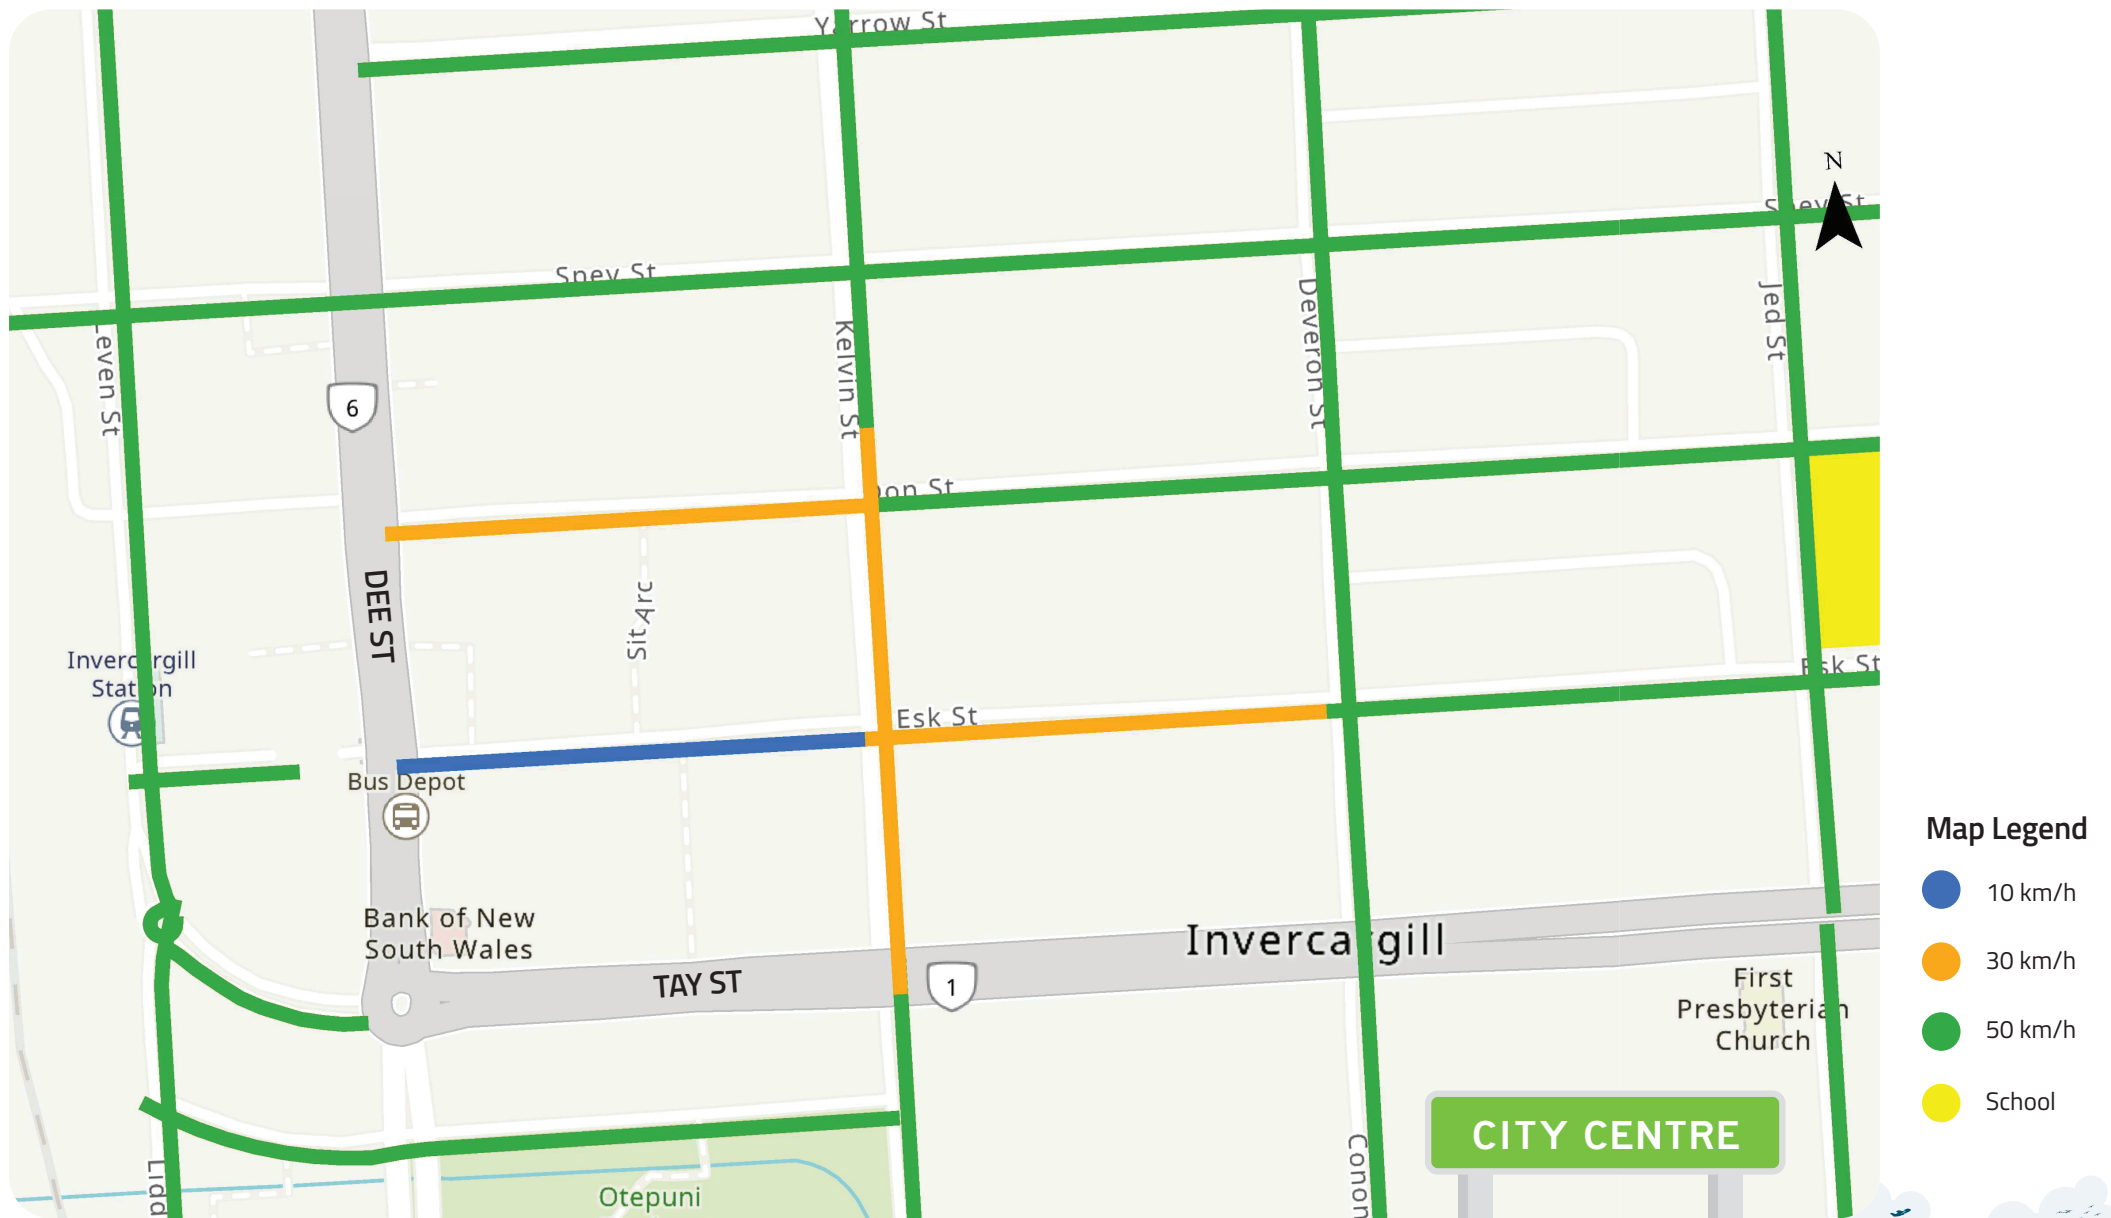 Yarrow St
N
Spey St
Spey St
Leven St
Kelvin St
Deveron St
Jed St
6
Don St
DEE ST
Sit Arc
Invercargill
Station
Esk St
Esk St
Bus Depot
Map Legend
10 km/h
30 km/h
50 km/h
School
Bank of New
South Wales
Invercargill
TAY ST
1
First
Presbyterian
Church
CITY CENTRE
Lidd
Conon
Otepuni